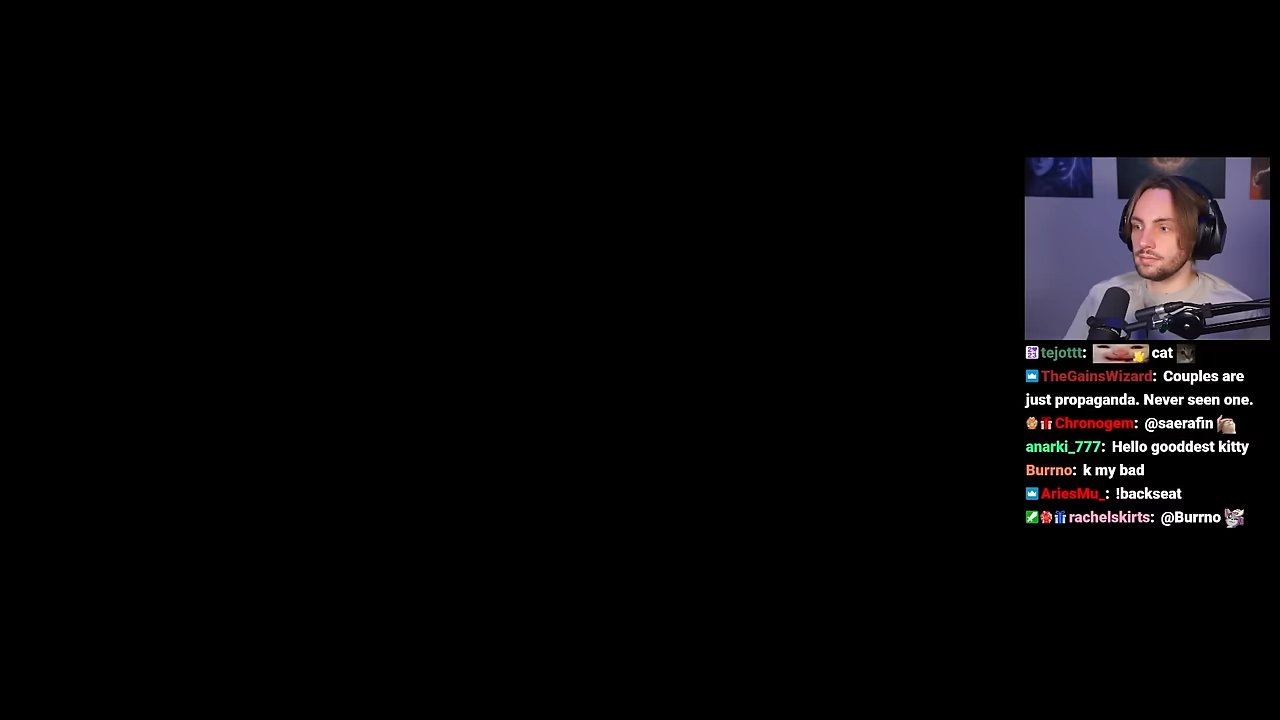 tejottt: cat
TheGainsWizard: Couples are
just propaganda. Never seen one.
Chronogem: @saerafin
anarki_777: Hello gooddest kitty
Burrno: k my bad
AriesMu_: !backseat
rachelskirts: @Burrno